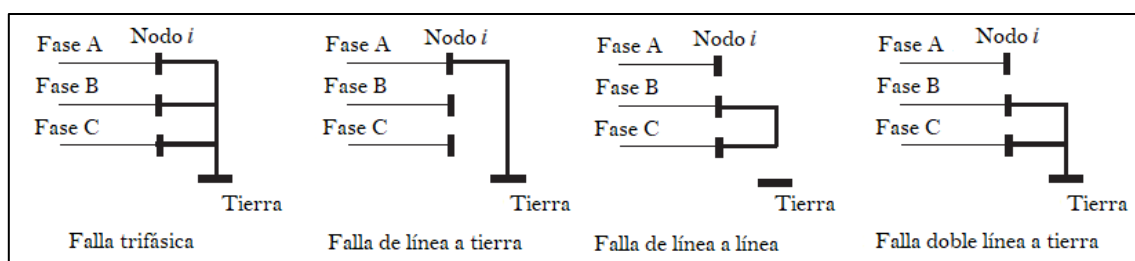 Fase A
Nodo i
Fase B
Fase C
Tierra
Falla trifásica
Fase A
Nodo i
Fase B
Fase C
Tierra
Falla de línea a tierra
Fase A
Nodo i
Fase B
Fase C
Tierra
Falla de línea a línea
Fase A
Nodo i
Fase B
Fase C
Tierra
Falla doble línea a tierra